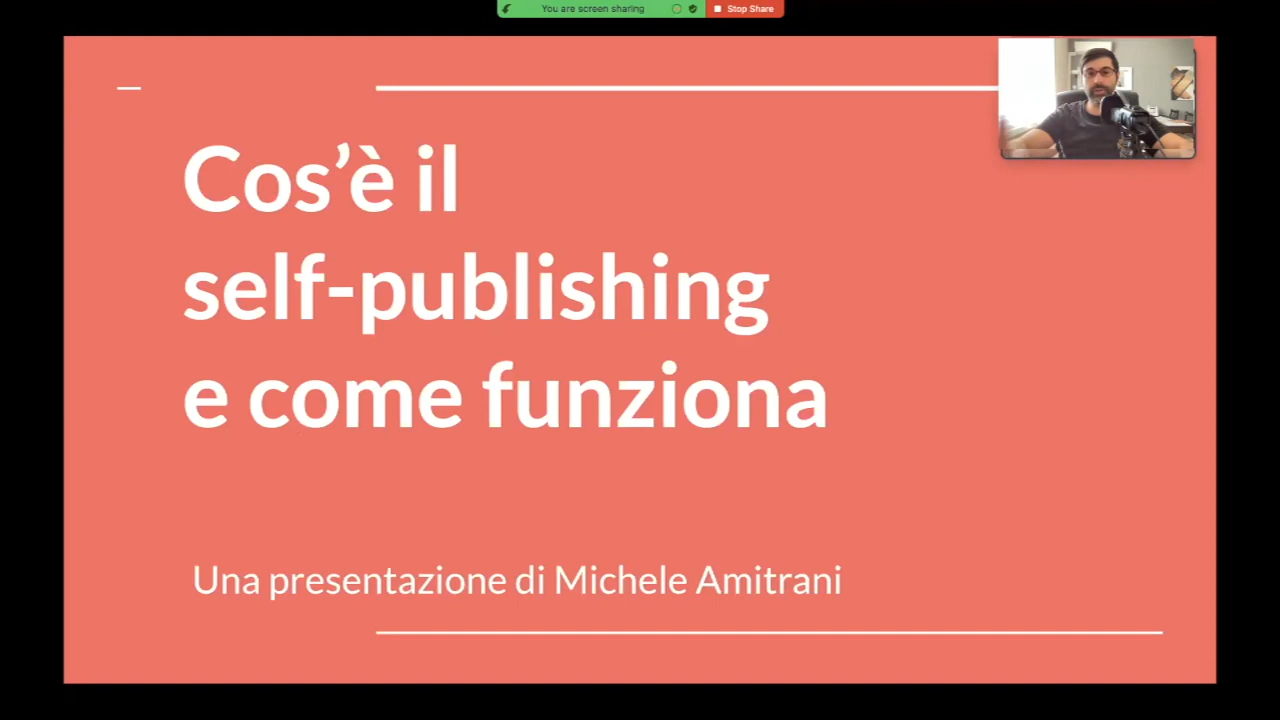 You are screen sharing
Stop Share
Cos’è il
self-publishing
e come funziona
Una presentazione di Michele Amitrani